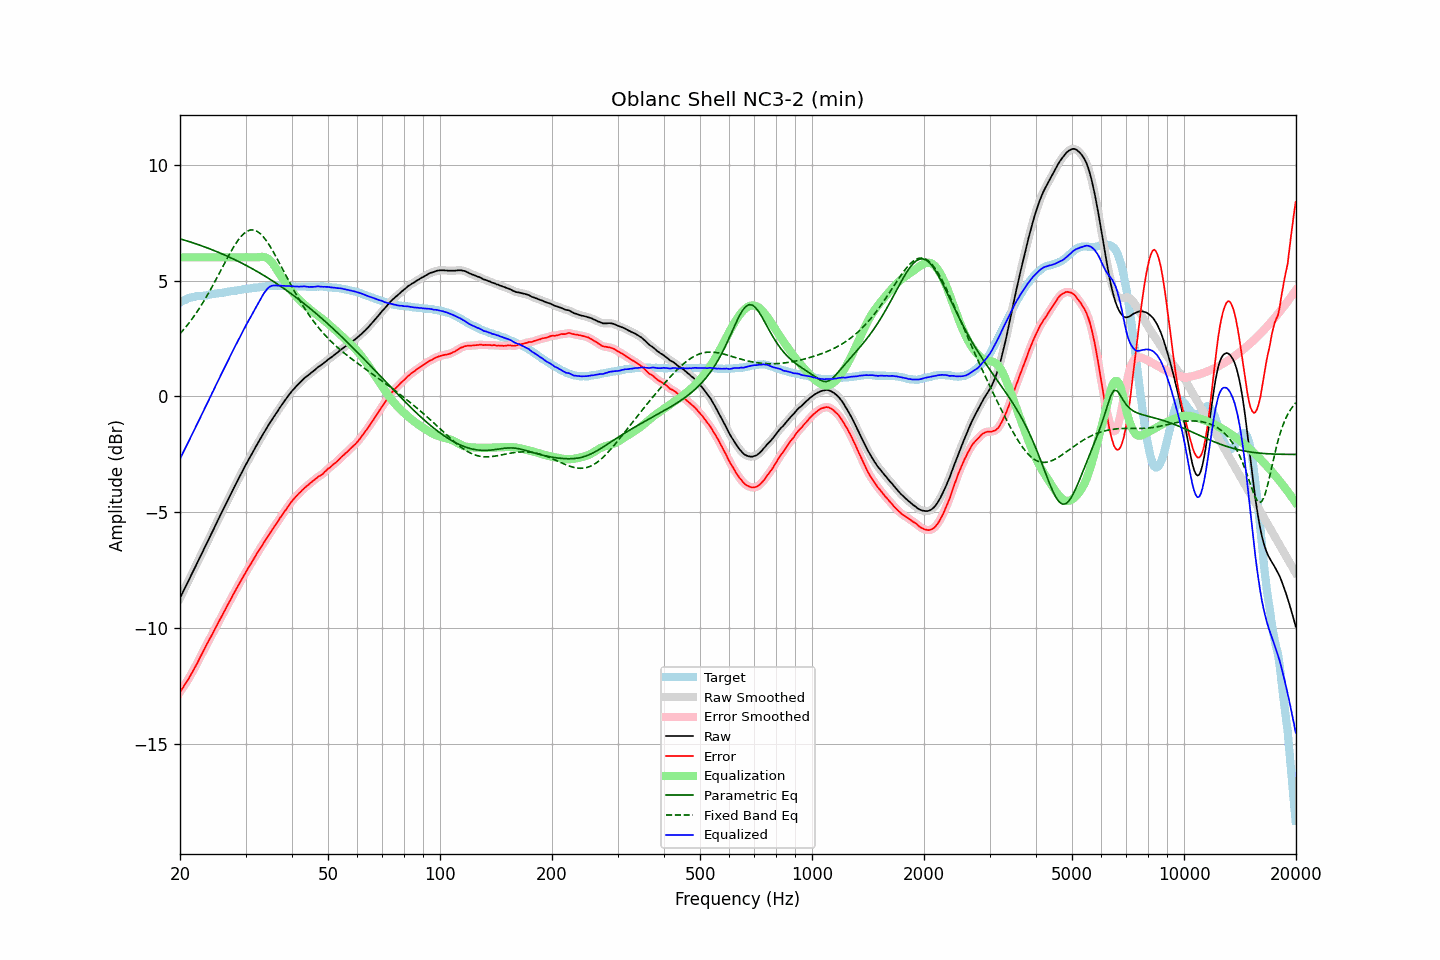 Oblanc Shell NC3-2 (min)
Amplitude (dBr)
10
5
0
−5
−10
−15
20
50
100
200
500
1000
2000
5000
10000
20000
Frequency (Hz)
Target
Raw Smoothed
Error Smoothed
Raw
Error
Equalization
Parametric Eq
Fixed Band Eq
Equalized